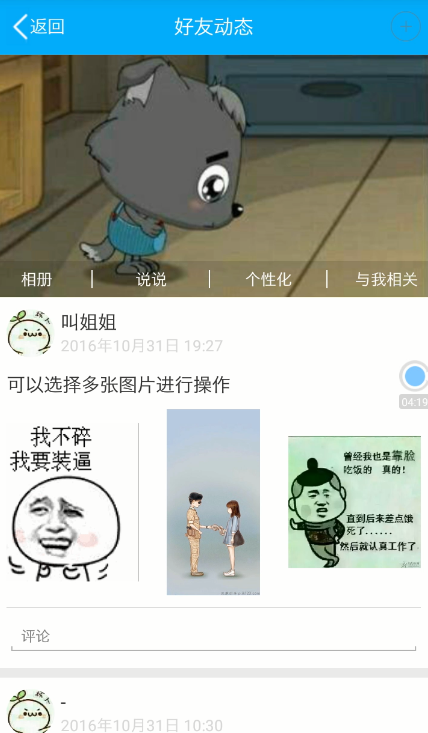 返回
好友动态
相册
说说
个性化
与我相关
叫姐姐
2016年10月31日 19:27
04:19
可以选择多张图片进行操作
我不碎
我要装逼
曾经我也是靠脸
吃饭的 真的!
直到后来差点饿
死了......
然后就认真工作了
评论
-
2016年10月31日 10:30